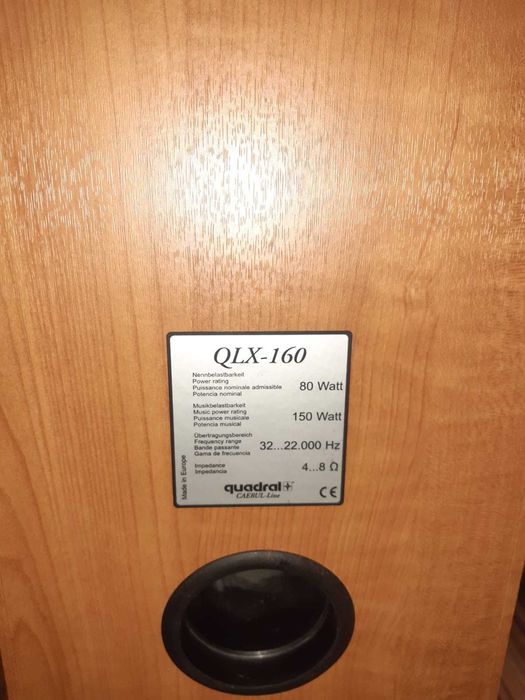 QLX-160
Nennbelastbarkeit
Power rating
Puissance nominale admissible 80 Watt
Potencia nominal
Musikbelastbarkeit
Music power rating 150 Watt
Puissance musicale
Potencia musical
Übertragungsbereich
Frequency range 32...22.000 Hz
Bande passante
Gama de frecuencia
Impedance 4...8 Ω
Impedancia
quadral
CAERUL-Line
CE
Made in Europe